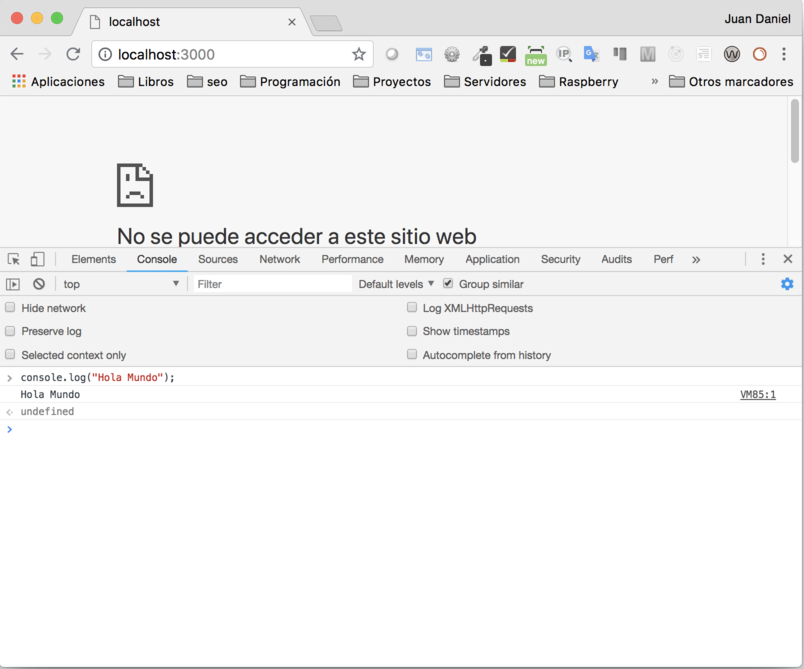 localhost
Juan Daniel
localhost:3000
new
IP
Aplicaciones Libros seo Programación Proyectos Servidores Raspberry » Otros marcadores
No se puede acceder a este sitio web
Elements Console Sources Network Performance Memory Application Security Audits Perf »
top Filter Default levels Group similar
Hide network Log XMLHttpRequests
Preserve log Show timestamps
Selected context only Autocomplete from history
> console.log("Hola Mundo");
Hola Mundo VM85:1
undefined
>